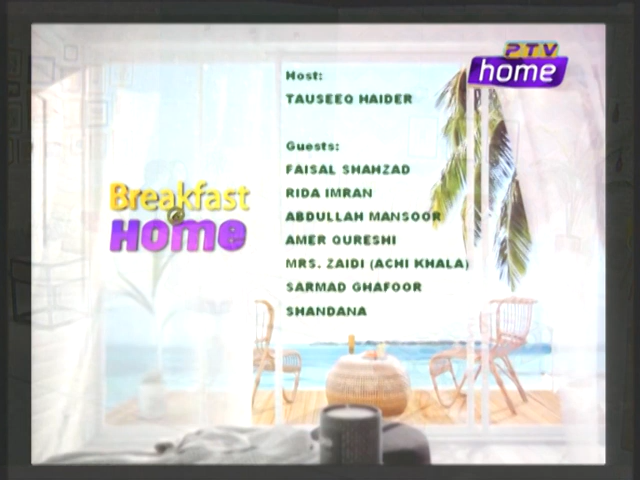 PTV
home
Host:
TAUSEEQ HAIDER
Guests:
FAISAL SHAHZAD
RIDA IMRAN
ABDULLAH MANSOOR
AMER QURESHI
MRS. ZAIDI (ACHI KHALA)
SARMAD GHAFOOR
SHANDANA
Breakfast
@
HOme